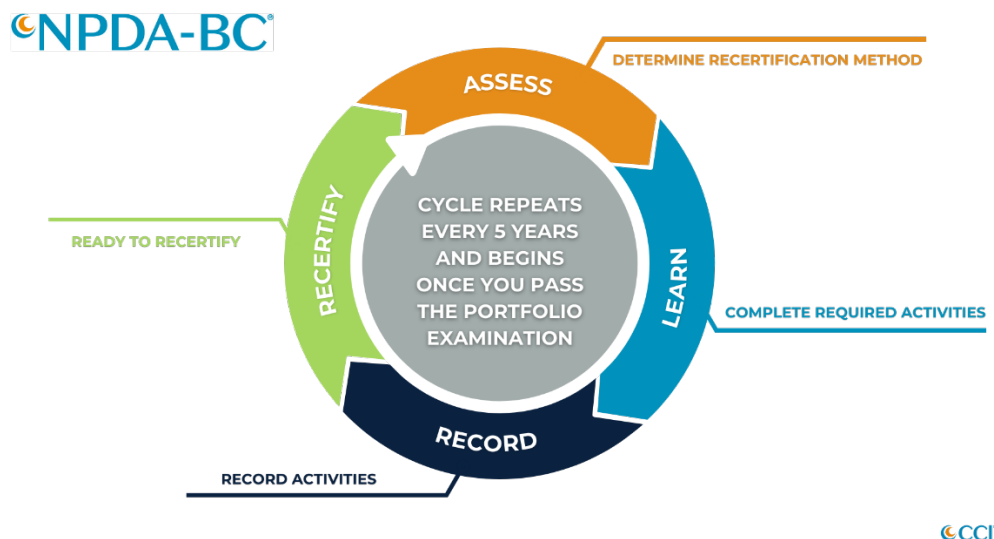 NPDA-BC®
ASSESS
DETERMINE RECERTIFICATION METHOD
CYCLE REPEATS
EVERY 5 YEARS
AND BEGINS
ONCE YOU PASS
THE PORTFOLIO
EXAMINATION
RECERTIFY
READY TO RECERTIFY
LEARN
COMPLETE REQUIRED ACTIVITIES
RECORD
RECORD ACTIVITIES
CCI